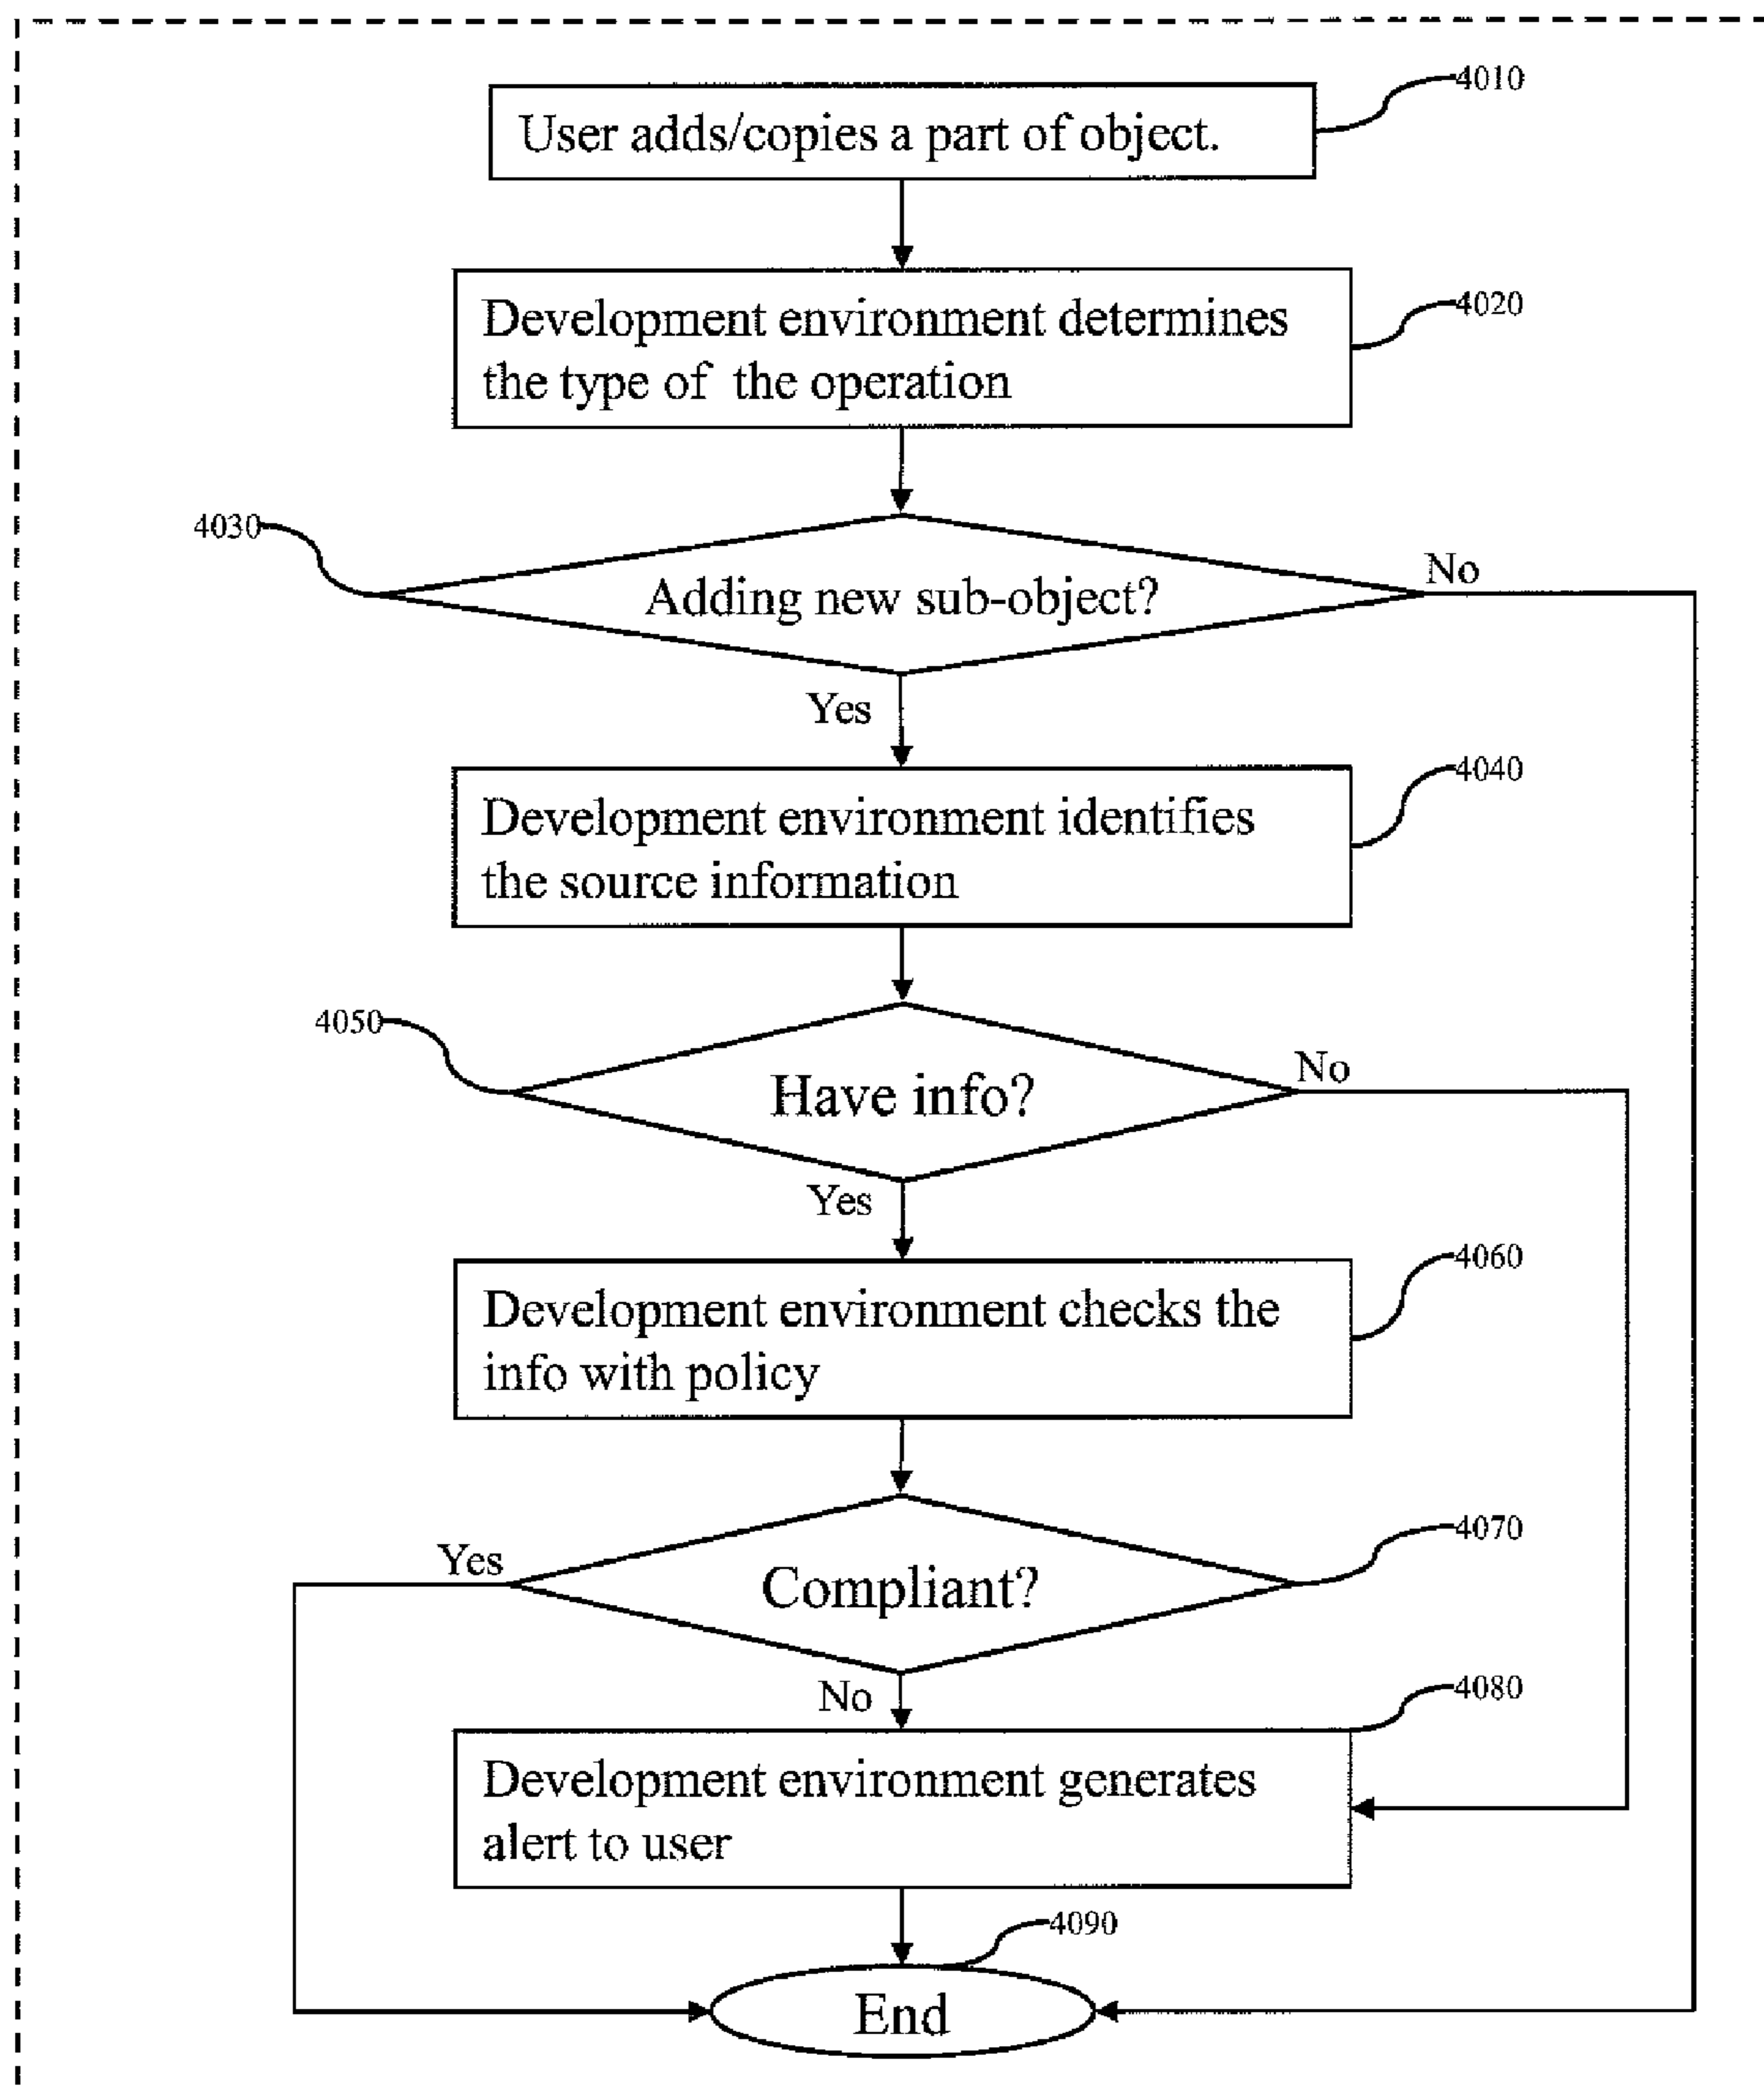 4010
User adds/copies a part of object.
4020
Development environment determines
the type of the operation
4030
Adding new sub-object?
No
Yes
4040
Development environment identifies
the source information
4050
Have info?
No
Yes
4060
Development environment checks the
info with policy
4070
Yes
Compliant?
No
4080
Development environment generates
alert to user
4090
End